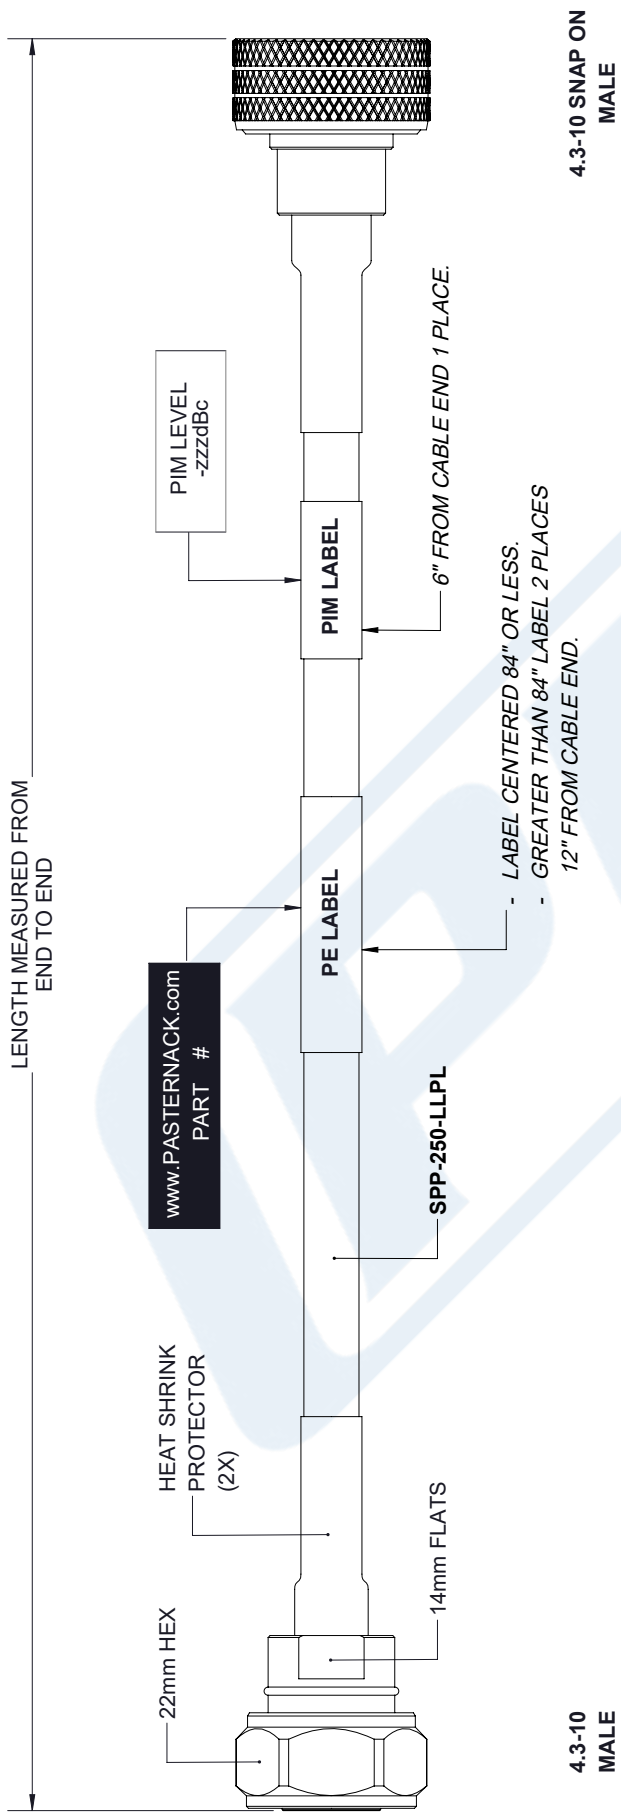 LENGTH MEASURED FROM
END TO END
22mm HEX
HEAT SHRINK
PROTECTOR
(2X)
www.PASTERNACK.com
PART #
PIM LEVEL
-zzzdBc
PE LABEL
PIM LABEL
14mm FLATS
SPP-250-LLPL
- LABEL CENTERED 84" OR LESS.
- GREATER THAN 84" LABEL 2 PLACES
12" FROM CABLE END.
6" FROM CABLE END 1 PLACE.
4.3-10
MALE
4.3-10 SNAP ON
MALE